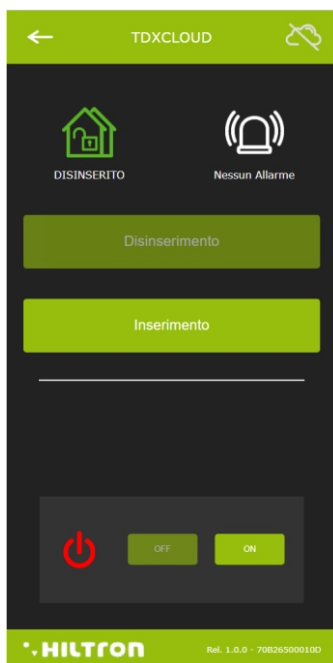 TDXCLOUD
DISINSERITO
Nessun Allarme
Disinserimento
Inserimento
OFF
ON
HILTRON
Rel. 1.0.0 - 70B26500010D